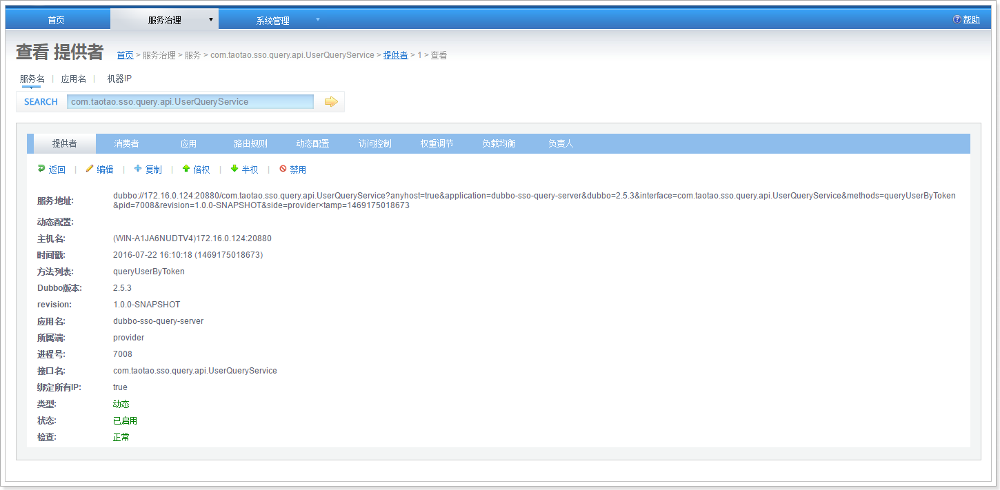 首页 服务治理 系统管理 帮助
查看 提供者 首页 > 服务治理 > 服务 > com.taotao.sso.query.api.UserQueryService > 提供者 > 1 > 查看
服务名 | 应用名 | 机器IP
SEARCH com.taotao.sso.query.api.UserQueryService
提供者 消费者 应用 路由规则 动态配置 访问控制 权重调节 负载均衡 负责人
返回 | 编辑 | 复制 | 倍权 | 半权 | 禁用
服务地址: dubbo://172.16.0.124:20880/com.taotao.sso.query.api.UserQueryService?anyhost=true&application=dubbo-sso-query-server&dubbo=2.5.3&interface=com.taotao.sso.query.api.UserQueryService&methods=queryUserByToken
&pid=7008&revision=1.0.0-SNAPSHOT&side=provider×tamp=1469175018673
动态配置:
主机名: (WIN-A1JA6NUDTV4)172.16.0.124:20880
时间戳: 2016-07-22 16:10:18 (1469175018673)
方法列表: queryUserByToken
Dubbo版本: 2.5.3
revision: 1.0.0-SNAPSHOT
应用名: dubbo-sso-query-server
所属端: provider
进程号: 7008
接口名: com.taotao.sso.query.api.UserQueryService
绑定所有IP: true
类型: 动态
状态: 已启用
检查: 正常